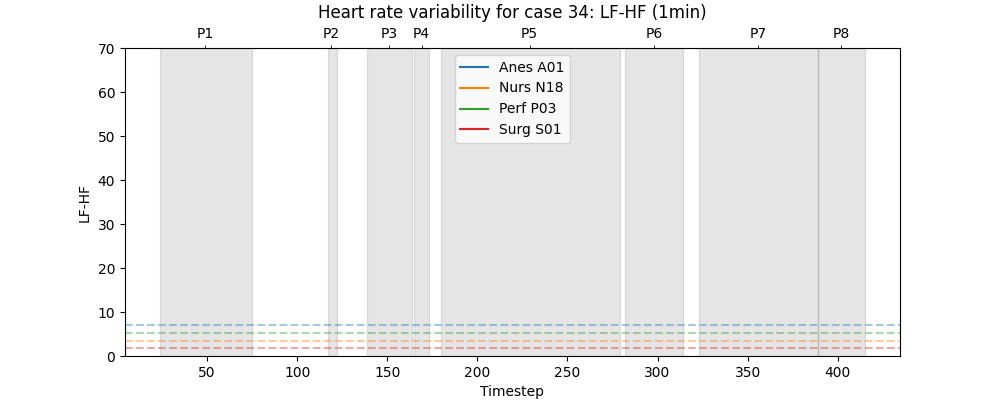 Heart rate variability for case 34: LF-HF (1min)
P1 P2 P3 P4 P5 P6 P7 P8
70
60
50
40
30
20
10
0
LF-HF
Anes A01
Nurs N18
Perf P03
Surg S01
50 100 150 200 250 300 350 400
Timestep